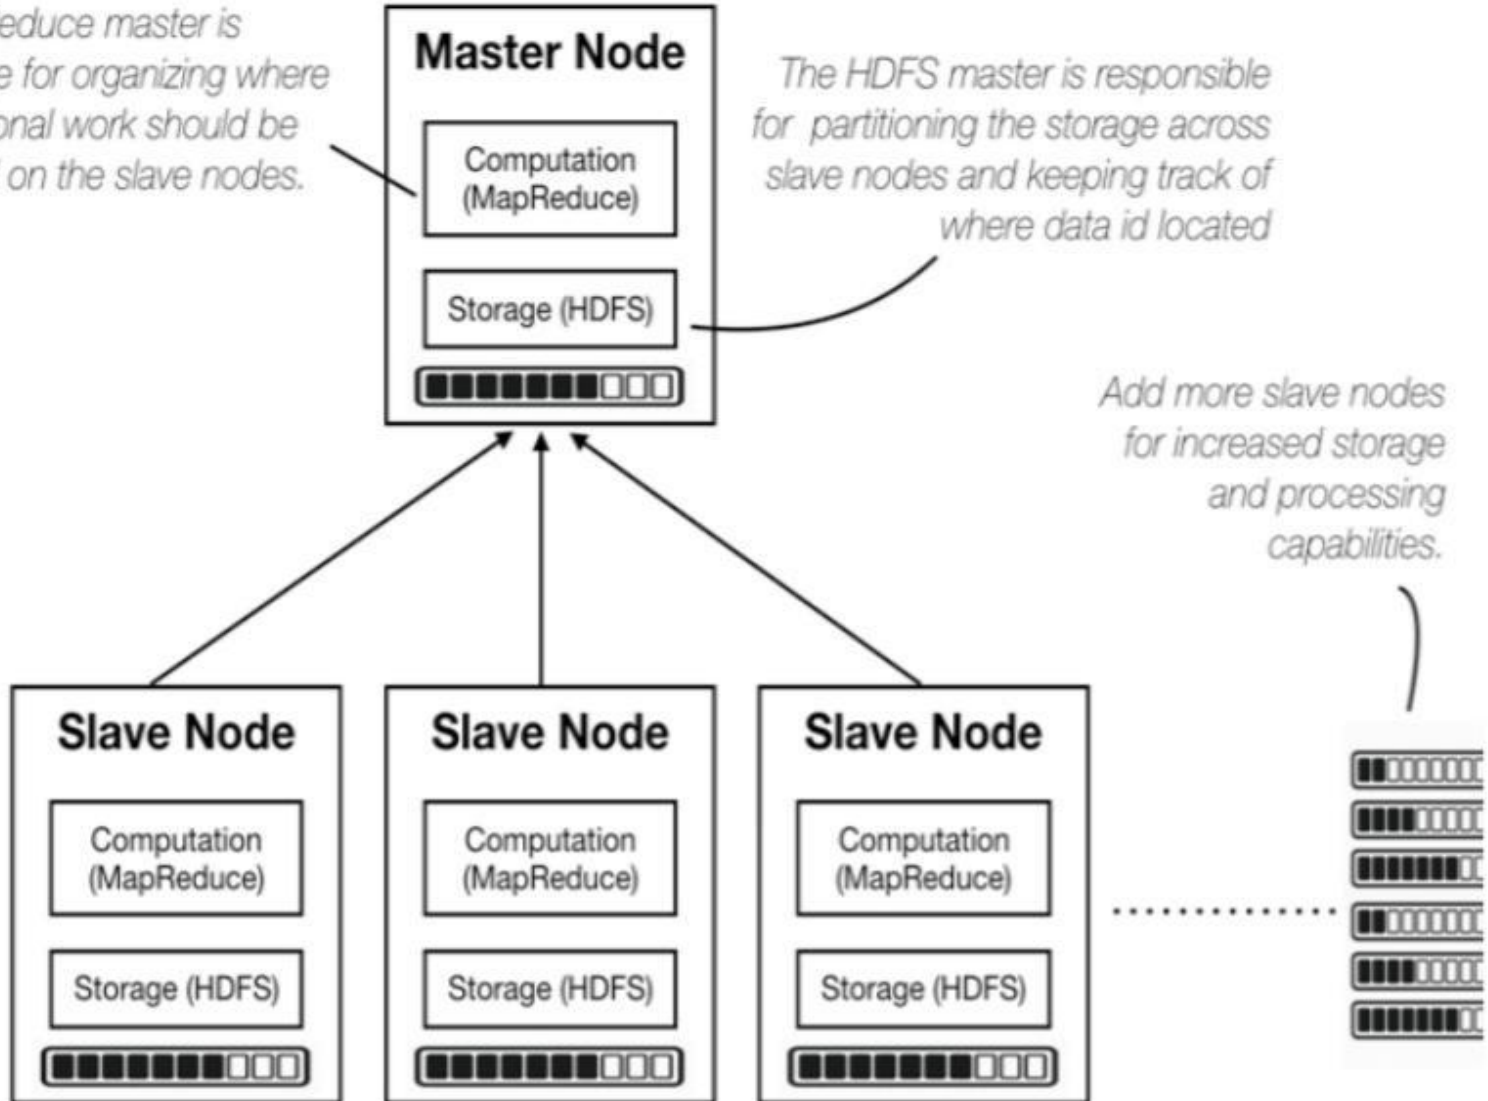 educe master is
e for organizing where
onal work should be
on the slave nodes.
Master Node
Computation
(MapReduce)
Storage (HDFS)
The HDFS master is responsible
for partitioning the storage across
slave nodes and keeping track of
where data id located
Add more slave nodes
for increased storage
and processing
capabilities.
Slave Node
Computation
(MapReduce)
Storage (HDFS)
Slave Node
Computation
(MapReduce)
Storage (HDFS)
Slave Node
Computation
(MapReduce)
Storage (HDFS)